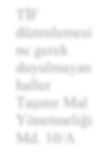 TİF
düzenlemesi
ne gerek
duyulmayan
haller
Taşınır Mal
Yönetmeliği
Md. 10/A